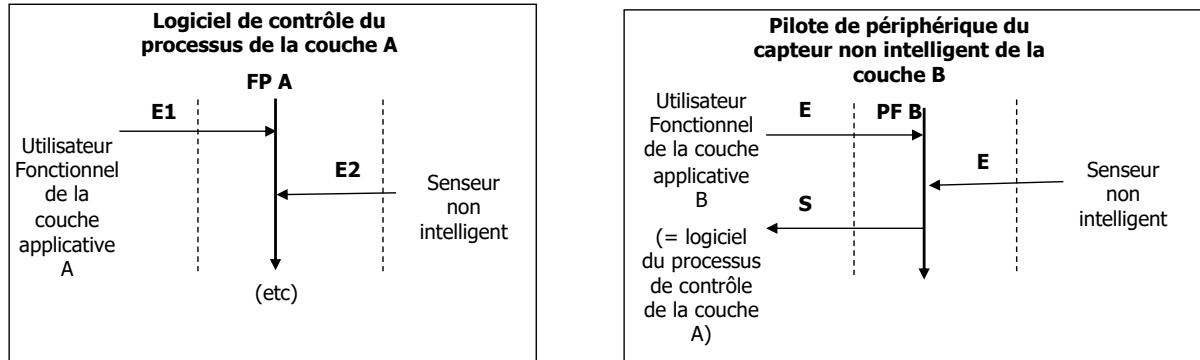 Logiciel de contrôle du
processus de la couche A
FP A
E1
Utilisateur
Fonctionnel
de la
couche
applicative
A
E2
Senseur
non
intelligent
(etc)
Pilote de périphérique du
capteur non intelligent de la
couche B
Utilisateur
Fonctionnel
de la couche
applicative
B
E
PF B
E
S
Senseur
non
intelligent
(= logiciel
du processus
de contrôle
de la couche
A)